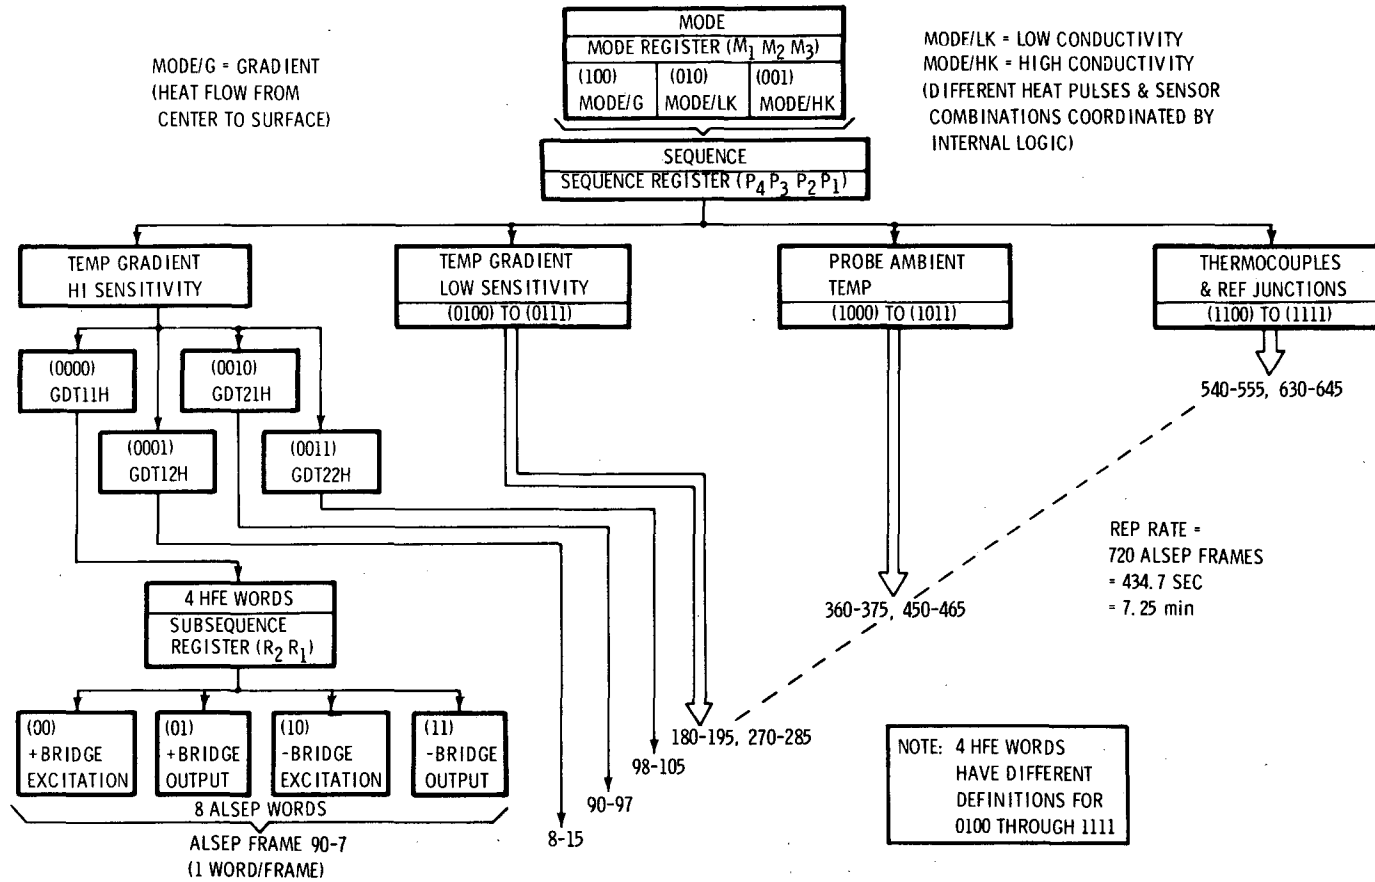 MODE
MODE REGISTER (M1 M2 M3)
(100)
MODE/G
(010)
MODE/LK
(001)
MODE/HK
MODE/G = GRADIENT
(HEAT FLOW FROM
CENTER TO SURFACE)
MODE/LK = LOW CONDUCTIVITY
MODE/HK = HIGH CONDUCTIVITY
(DIFFERENT HEAT PULSES & SENSOR
COMBINATIONS COORDINATED BY
INTERNAL LOGIC)
SEQUENCE
SEQUENCE REGISTER (P4 P3 P2 P1)
TEMP GRADIENT
HI SENSITIVITY
TEMP GRADIENT
LOW SENSITIVITY
(0100) TO (0111)
PROBE AMBIENT
TEMP
(1000) TO (1011)
THERMOCOUPLES
& REF JUNCTIONS
(1100) TO (1111)
(0000)
GDT11H
(0010)
GDT21H
(0001)
GDT12H
(0011)
GDT22H
540-555, 630-645
REP RATE =
720 ALSEP FRAMES
= 434.7 SEC
= 7.25 min
4 HFE WORDS
SUBSEQUENCE
REGISTER (R2 R1)
360-375, 450-465
(00)
+BRIDGE
EXCITATION
(01)
+BRIDGE
OUTPUT
(10)
-BRIDGE
EXCITATION
(11)
-BRIDGE
OUTPUT
180-195, 270-285
98-105
90-97
8-15
8 ALSEP WORDS
ALSEP FRAME 90-7
(1 WORD/FRAME)
NOTE: 4 HFE WORDS
HAVE DIFFERENT
DEFINITIONS FOR
0100 THROUGH 1111